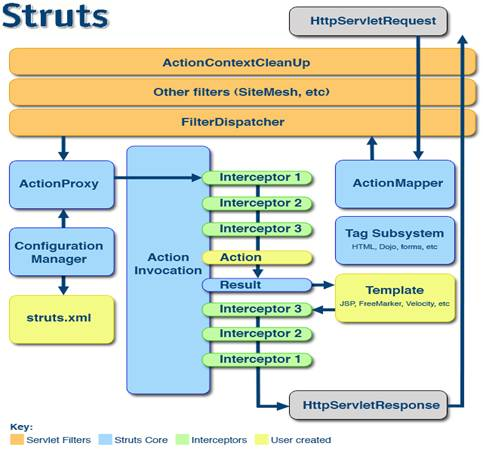 Struts
HttpServletRequest
ActionContextCleanUp
Other filters (SiteMesh, etc)
FilterDispatcher
ActionProxy
Configuration
Manager
struts.xml
Action
Invocation
Interceptor 1
Interceptor 2
Interceptor 3
Action
Result
Interceptor 3
Interceptor 2
Interceptor 1
ActionMapper
Tag Subsystem
HTML, Dojo, forms, etc
Template
JSP, FreeMarker, Velocity, etc
HttpServletResponse
Key:
Servlet Filters
Struts Core
Interceptors
User created